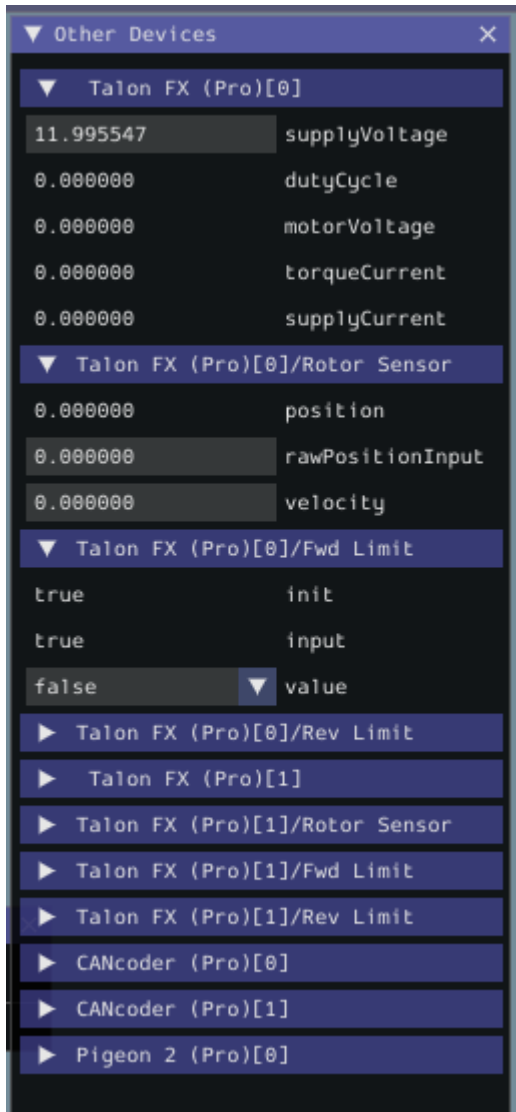 Other Devices
Talon FX (Pro)[0]
11.995547 supplyVoltage
0.000000 dutyCycle
0.000000 motorVoltage
0.000000 torqueCurrent
0.000000 supplyCurrent
Talon FX (Pro)[0]/Rotor Sensor
0.000000 position
0.000000 rawPositionInput
0.000000 velocity
Talon FX (Pro)[0]/Fwd Limit
true init
true input
false value
Talon FX (Pro)[0]/Rev Limit
Talon FX (Pro)[1]
Talon FX (Pro)[1]/Rotor Sensor
Talon FX (Pro)[1]/Fwd Limit
Talon FX (Pro)[1]/Rev Limit
CANcoder (Pro)[0]
CANcoder (Pro)[1]
Pigeon 2 (Pro)[0]